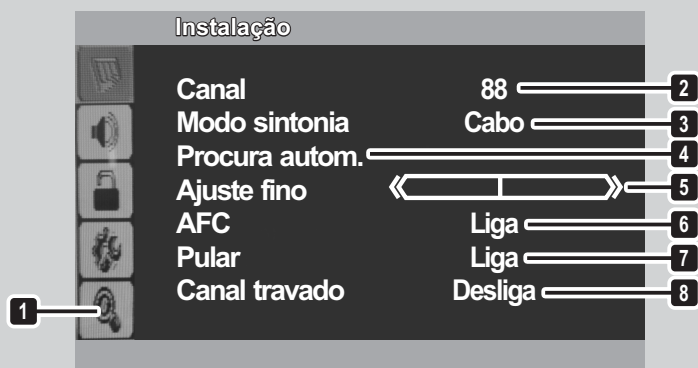 Instalação
Canal 88 2
Modo sintonia Cabo 3
Procura autom. 4
Ajuste fino 5
AFC Liga 6
Pular Liga 7
Canal travado Desliga 8
1